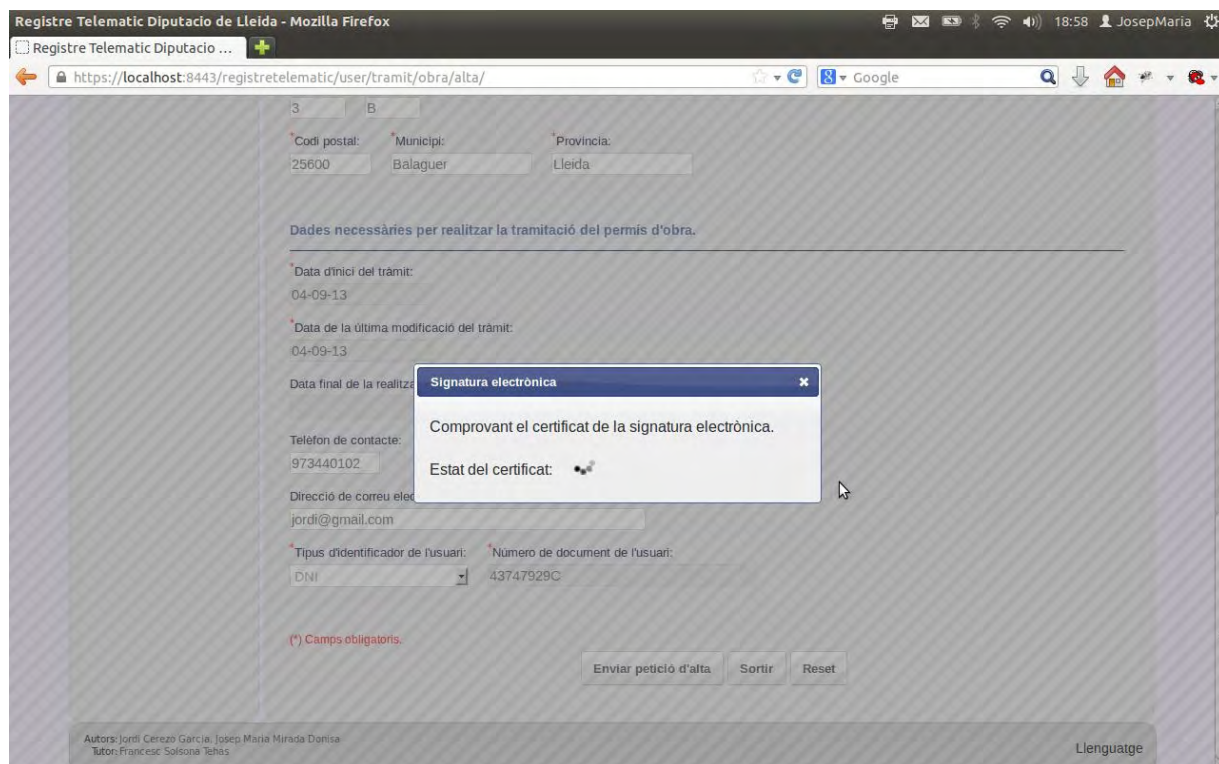 Registre Telematic Diputacio de Lleida - Mozilla Firefox
18:58 JosepMaria
Registre Telematic Diputacio ...
https://localhost:8443/registretelematic/user/tramit/obra/alta/
Google
3 B
*Codi postal: *Municipi: *Província:
25600 Balaguer Lleida
Dades necessàries per realitzar la tramitació del permís d'obra.
*Data d'inici del tràmit:
04-09-13
*Data de la última modificació del tràmit:
04-09-13
Data final de la realitza
Signatura electrònica
Comprovant el certificat de la signatura electrònica.
Estat del certificat:
Telèfon de contacte:
973440102
Direcció de correu elec
jordi@gmail.com
*Tipus d'identificador de l'usuari: *Número de document de l'usuari:
DNI 43747929C
(*) Camps obligatoris.
Enviar petició d'alta Sortir Reset
Autors: Jordi Cerezo Garcia, Josep Maria Mirada Donisa
Tutor: Francesc Solsona Tehas
Llenguatge